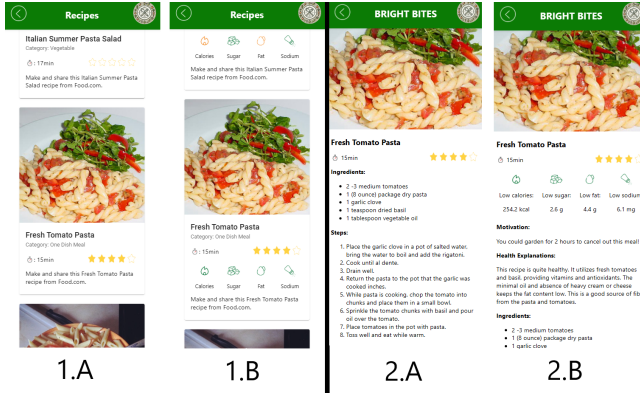 Recipes
Italian Summer Pasta Salad
Category: Vegetable
: 17min
Make and share this Italian Summer Pasta
Salad recipe from Food.com.
Fresh Tomato Pasta
Category: One Dish Meal
: 15min
Make and share this Fresh Tomato Pasta
recipe from Food.com.
1.A
Recipes
Calories Sugar Fat Sodium
Make and share this Italian Summer Pasta
Salad recipe from Food.com.
Fresh Tomato Pasta
Category: One Dish Meal
: 15min
Calories Sugar Fat Sodium
Make and share this Fresh Tomato Pasta
recipe from Food.com.
1.B
BRIGHT BITES
Fresh Tomato Pasta
15min
Ingredients:
• 2 -3 medium tomatoes
• 1 (8 ounce) package dry pasta
• 1 garlic clove
• 1 teaspoon dried basil
• 1 tablespoon vegetable oil
Steps:
1. Place the garlic clove in a pot of salted water,
bring the water to boil and add the rigatoni.
2. Cook until al dente.
3. Drain well.
4. Return the pasta to the pot that the garlic was
cooked inches.
5. While pasta is cooking, chop the tomato into
chunks and place them in a small bowl.
6. Sprinkle the tomato chunks with basil and pour
oil over the tomato.
7. Place tomatoes in the pot with pasta.
8. Toss well and eat while warm.
2.A
BRIGHT BITES
Fresh Tomato Pasta
15min
Low calories: Low sugar: Low fat: Low sodium
254.2 kcal 2.6 g 4.4 g 6.1 mg
Motivation:
You could garden for 2 hours to cancel out this meal!
Health Explanations:
This recipe is quite healthy. It utilizes fresh tomatoes
and basil, providing vitamins and antioxidants. The
minimal oil and absence of heavy cream or cheese
keeps the fat content low. This is a good source of fib
from the pasta and tomatoes.
Ingredients:
• 2 -3 medium tomatoes
• 1 (8 ounce) package dry pasta
• 1 garlic clove
2.B